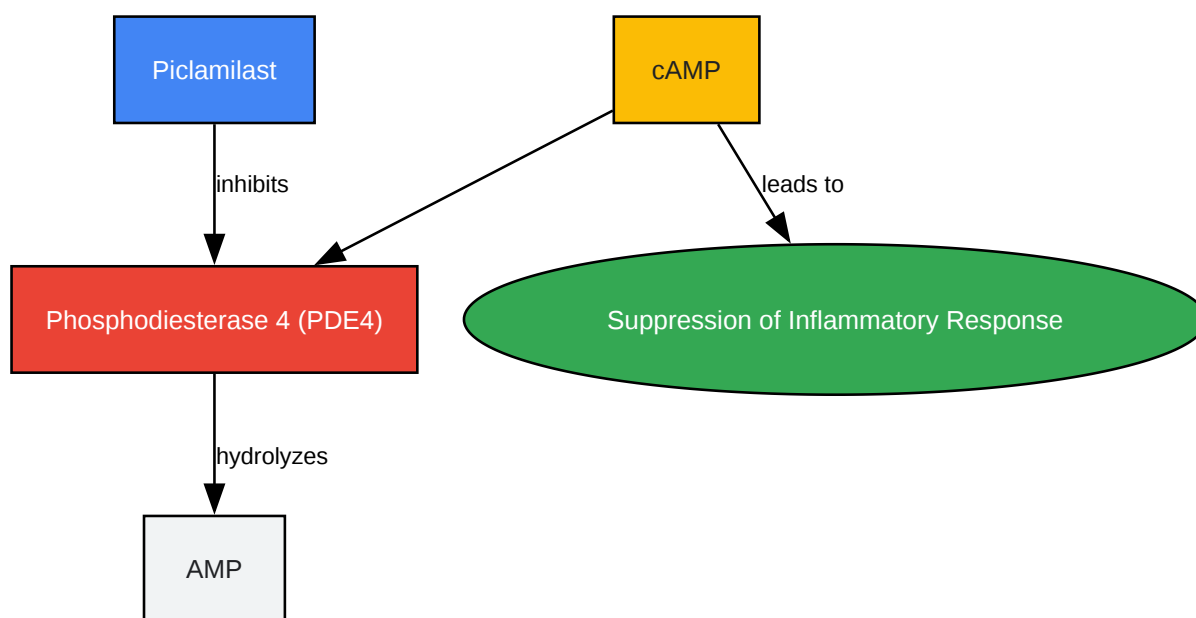 Piclamilast
cAMP
inhibits
leads to
Phosphodiesterase 4 (PDE4)
Suppression of Inflammatory Response
hydrolyzes
AMP